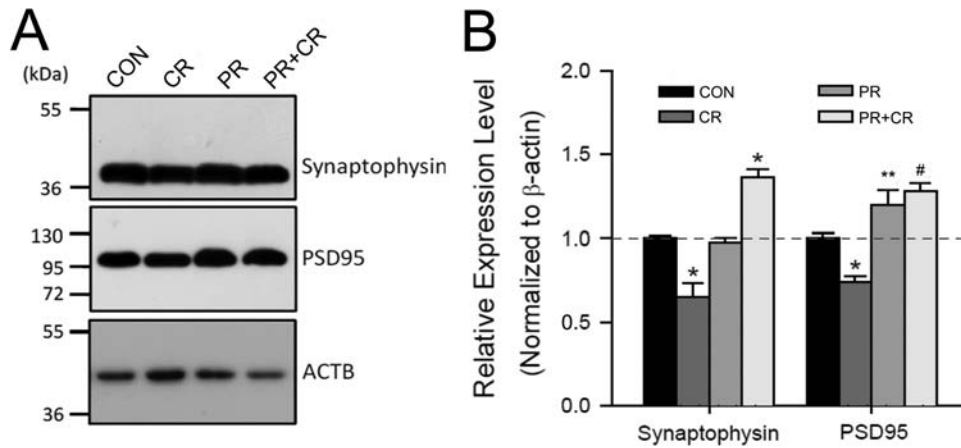 A
(kDa)
CON
CR
PR
PR+CR
55
36
Synaptophysin
130
95
72
PSD95
55
36
ACTB
B
Relative Expression Level
(Normalized to β-actin)
2.0
1.5
1.0
0.5
0.0
CON
CR
PR
PR+CR
*
*
*
**
#
Synaptophysin
PSD95